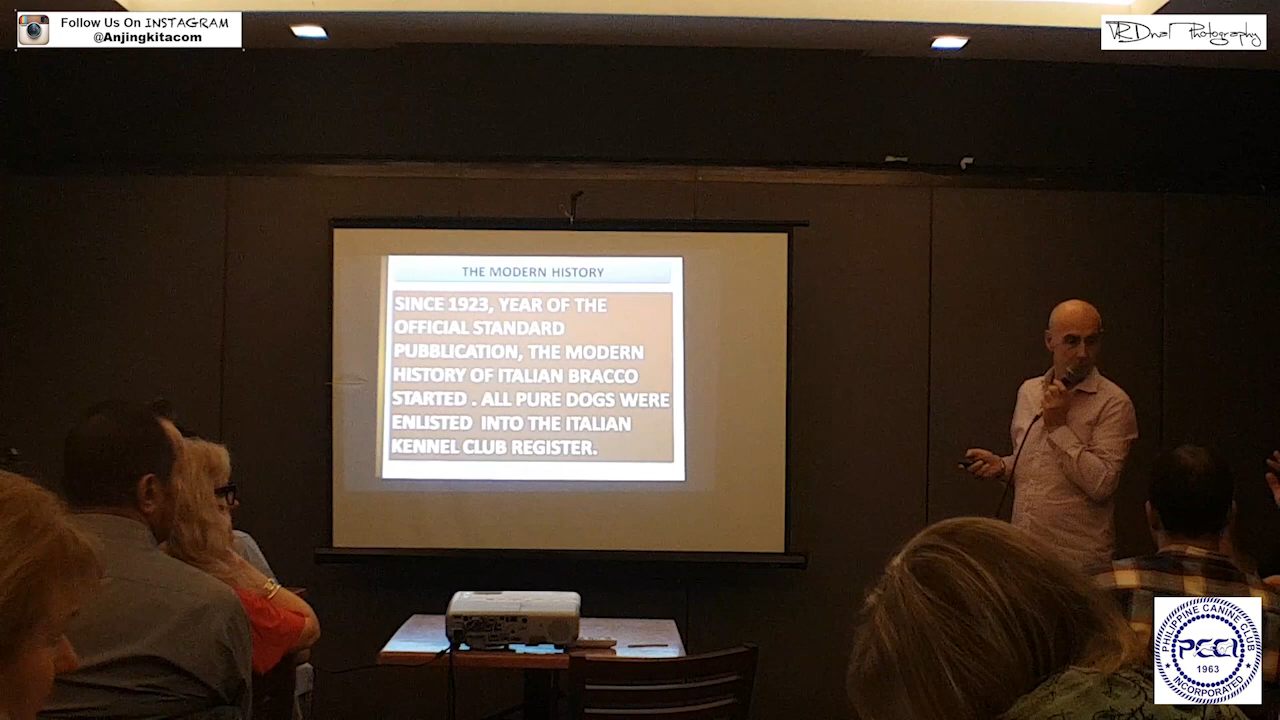 Follow Us On INSTAGRAM
@Anjingkitacom
VRDnal Photography
THE MODERN HISTORY
SINCE 1923, YEAR OF THE
OFFICIAL STANDARD
PUBBLICATION, THE MODERN
HISTORY OF ITALIAN BRACCO
STARTED . ALL PURE DOGS WERE
ENLISTED INTO THE ITALIAN
KENNEL CLUB REGISTER.
PHILIPPINE CANINE CLUB
PCCI
1963
INCORPORATED